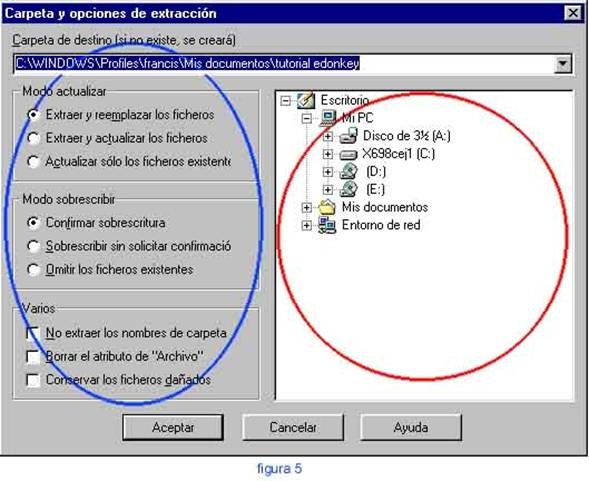 Carpeta y opciones de extracción
Carpeta de destino (si no existe, se creará)
C:\WINDOWS\Profiles\francis\Mis documentos\tutorial edonkey
Modo actualizar
Extraer y reemplazar los ficheros
Extraer y actualizar los ficheros
Actualizar sólo los ficheros existente
Modo sobrescribir
Confirmar sobrescritura
Sobrescribir sin solicitar confirmació
Omitir los ficheros existentes
Varios
No extraer los nombres de carpeta
Borrar el atributo de "Archivo"
Conservar los ficheros dañados
Escritorio
Mi PC
Disco de 3½ (A:)
X698cej1 (C:)
(D:)
(E:)
Mis documentos
Entorno de red
Aceptar
Cancelar
Ayuda
figura 5